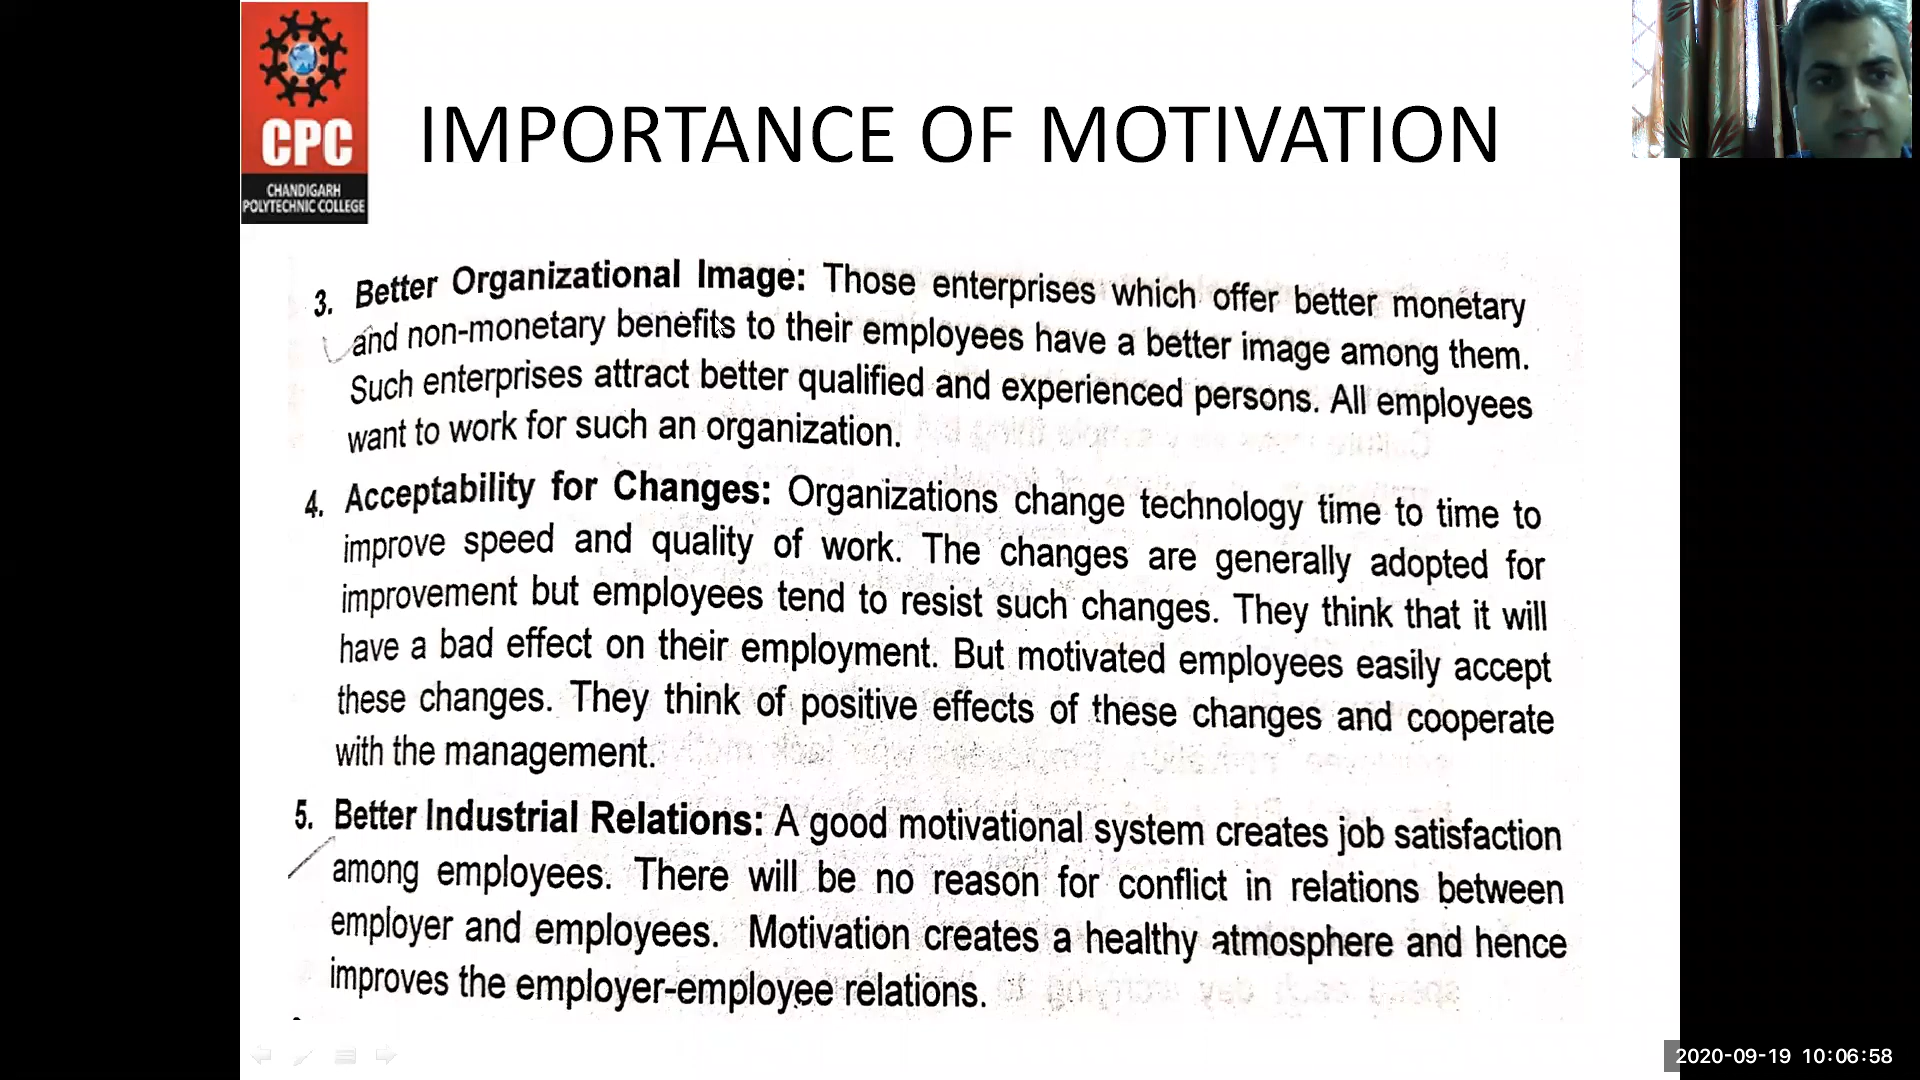 CPC
CHANDIGARH
POLYTECHNIC COLLEGE
IMPORTANCE OF MOTIVATION
3. Better Organizational Image: Those enterprises which offer better monetary
and non-monetary benefits to their employees have a better image among them.
Such enterprises attract better qualified and experienced persons. All employees
want to work for such an organization.
4. Acceptability for Changes: Organizations change technology time to time to
improve speed and quality of work. The changes are generally adopted for
improvement but employees tend to resist such changes. They think that it will
have a bad effect on their employment. But motivated employees easily accept
these changes. They think of positive effects of these changes and cooperate
with the management.
5. Better Industrial Relations: A good motivational system creates job satisfaction
among employees. There will be no reason for conflict in relations between
employer and employees. Motivation creates a healthy atmosphere and hence
improves the employer-employee relations.
2020-09-19 10:06:58